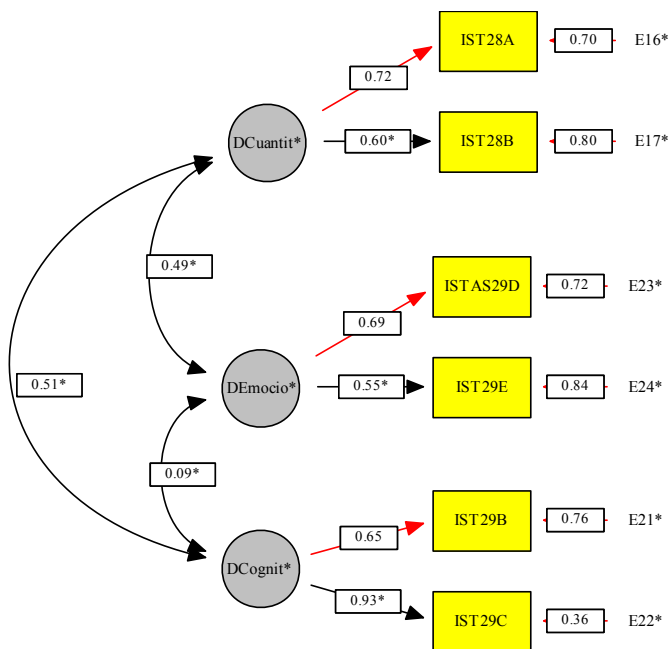 IST28A
0.70
E16*
0.72
DCuantit*
0.60*
IST28B
0.80
E17*
0.49*
ISTAS29D
0.72
E23*
0.69
0.51*
DEmocio*
0.55*
IST29E
0.84
E24*
0.09*
IST29B
0.76
E21*
0.65
DCognit*
0.93*
IST29C
0.36
E22*